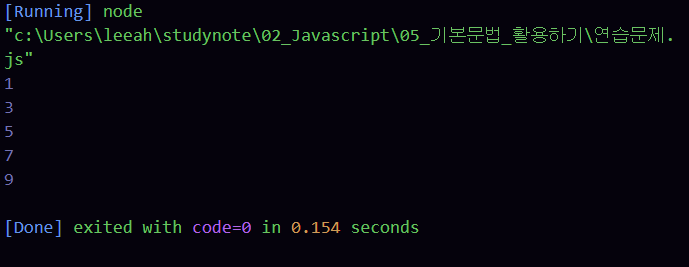 [Running] node
"c:\Users\leeah\studynote\02_Javascript\05_기본문법_활용하기\연습문제.
js"
1
3
5
7
9
[Done] exited with code=0 in 0.154 seconds